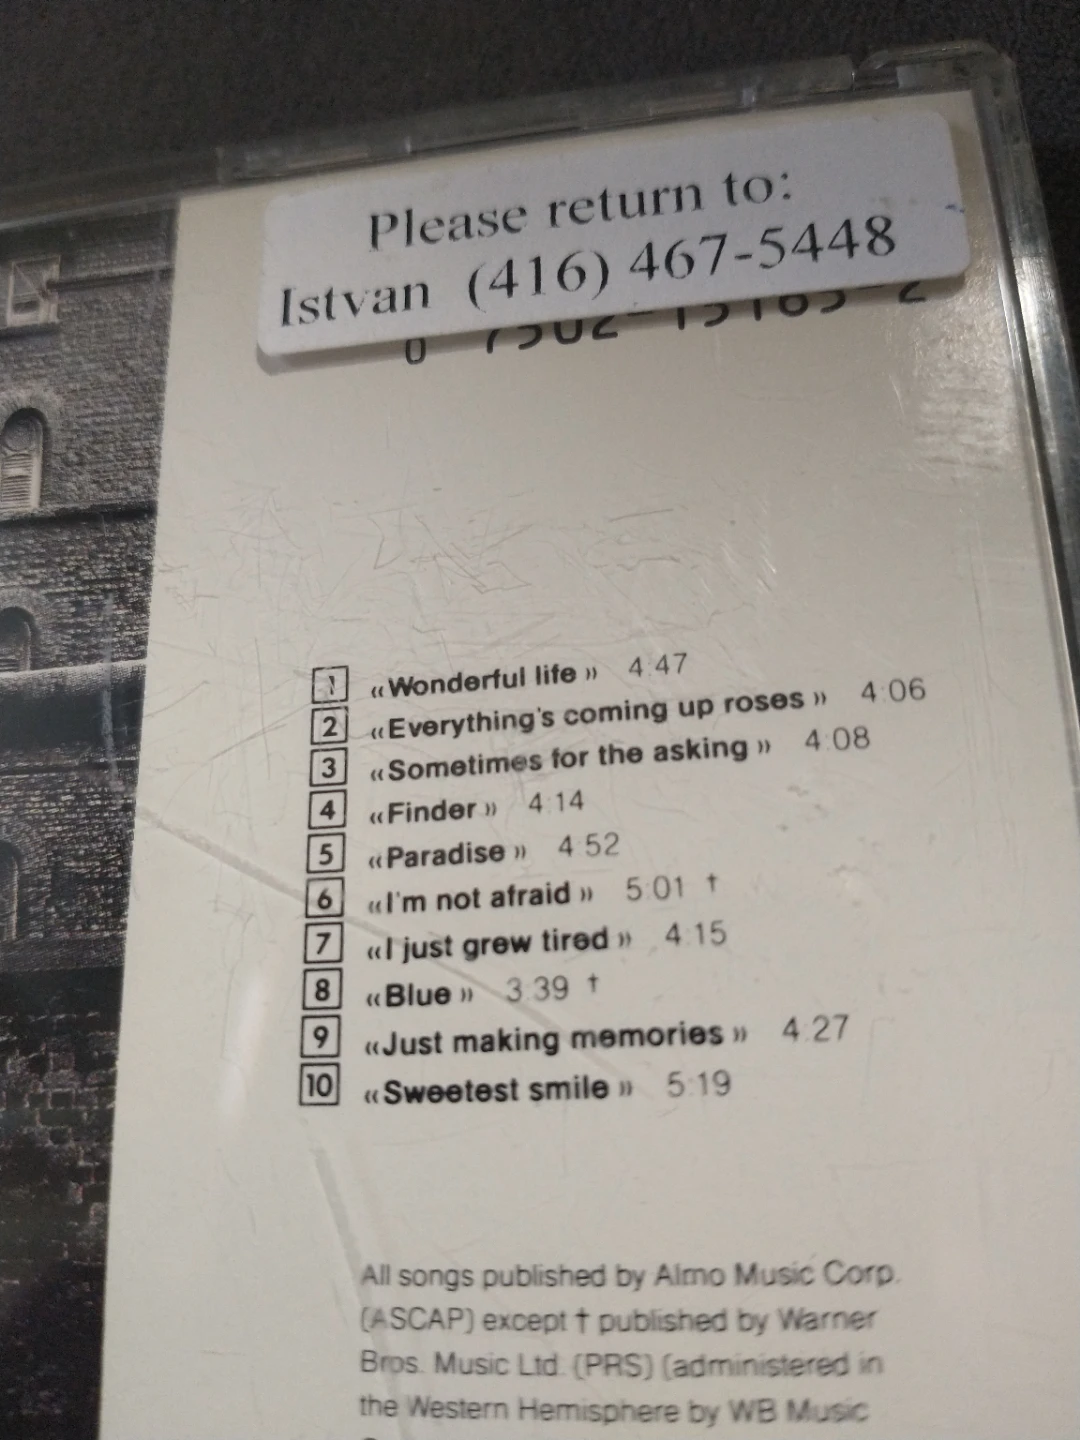 Please return to:
Istvan (416) 467-5448
0 7502-15165-2
1 «Wonderful life» 4:47
2 «Everything's coming up roses» 4:06
3 «Sometimes for the asking» 4:08
4 «Finder» 4:14
5 «Paradise» 4:52
6 «I'm not afraid» 5:01 †
7 «I just grew tired» 4:15
8 «Blue» 3:39 †
9 «Just making memories» 4:27
10 «Sweetest smile» 5:19
All songs published by Almo Music Corp.
(ASCAP) except † published by Warner
Bros. Music Ltd. (PRS) (administered in
the Western Hemisphere by WB Music